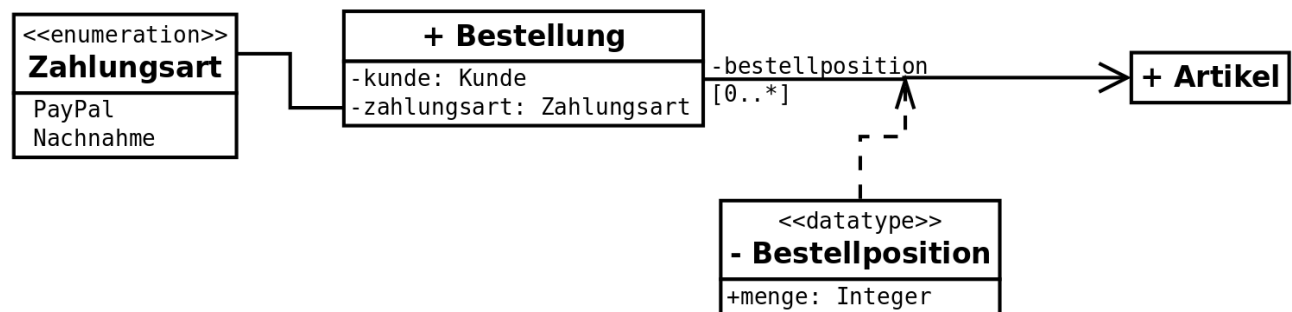 <<enumeration>>
Zahlungsart
PayPal
Nachnahme
+ Bestellung
-kunde: Kunde
-zahlungsart: Zahlungsart
-bestellposition
[0..*]
+ Artikel
<<datatype>>
- Bestellposition
+menge: Integer